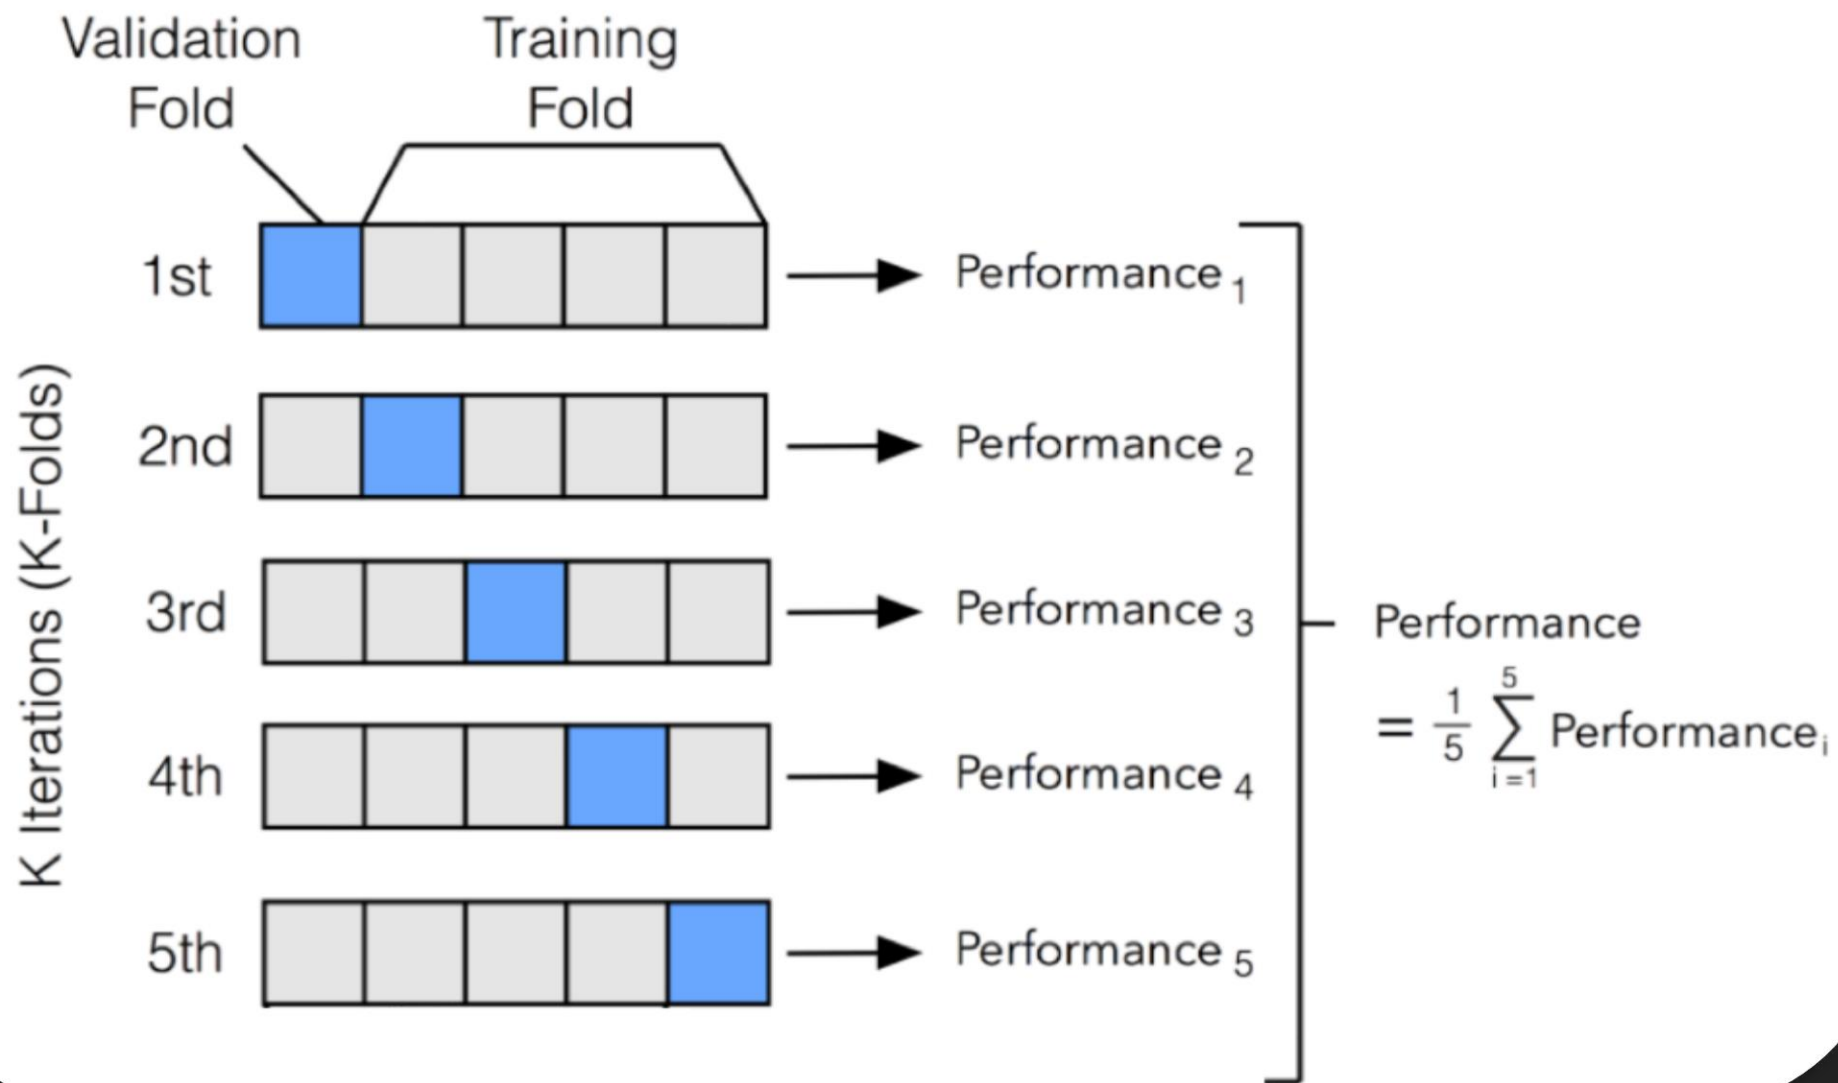 Validation
Fold
Training
Fold
K Iterations (K-Folds)
1st
Performance 1
2nd
Performance 2
3rd
Performance 3
4th
Performance 4
5th
Performance 5
Performance
= 1/5 5∑i=1 Performance i